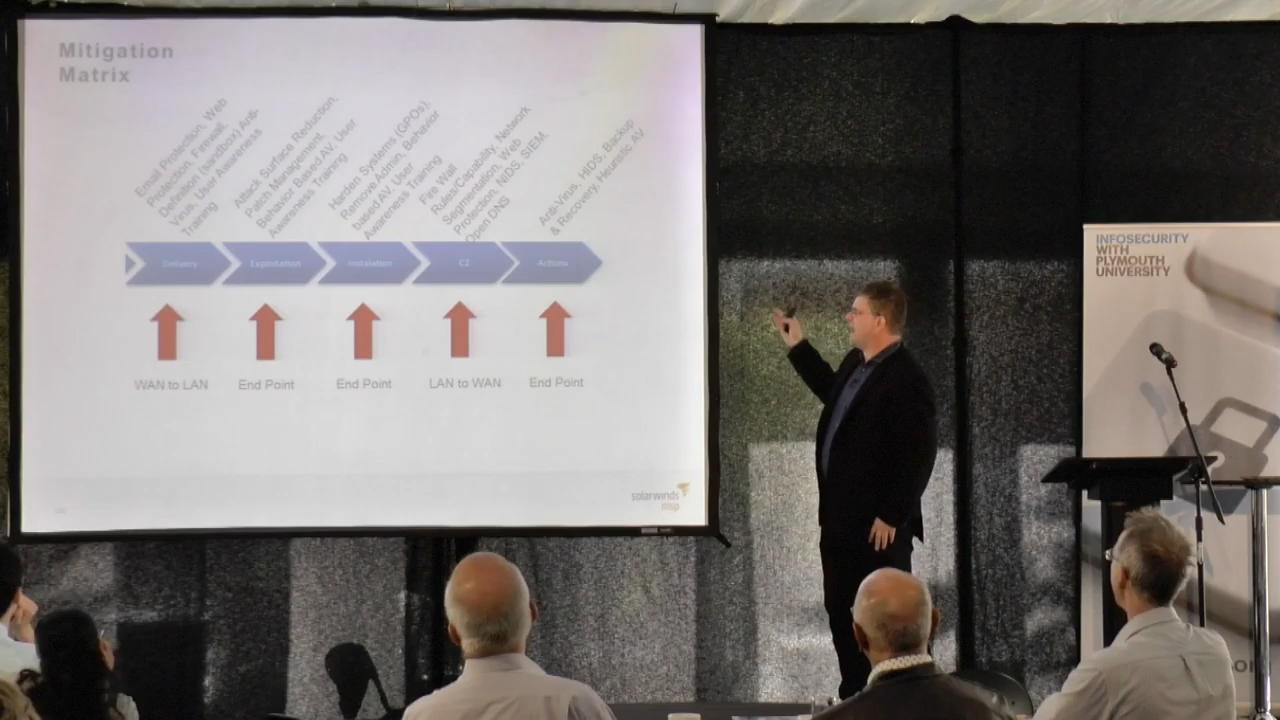 Mitigation
Matrix
Email Protection, Web
Protection, Firewall,
Detination (sandbox) Anti-
Virus, User Awareness
Training
Attack Surface Reduction,
Patch Management,
Behavior Based AV, User
Awareness Training
Harden Systems (GPOs),
Remove Admin, Behavior
based AV, User
Awareness Training
Fire Wall
Rules/Capability, Network
Segmentation, Web
Protection, NIDS, SIEM,
Open DNS
Anti-Virus, HIDS, Backup
& Recovery, Heuristic AV
Delivery
Exploitation
Installation
C2
Actions
WAN to LAN
End Point
End Point
LAN to WAN
End Point
solarwinds
msp
INFOSECURITY
WITH
PLYMOUTH
UNIVERSITY